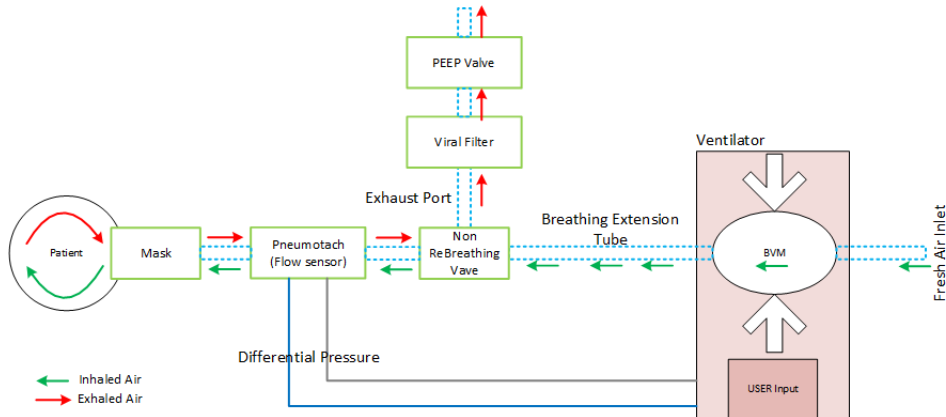 PEEP Valve
Viral Filter
Ventilator
Exhaust Port
Breathing Extension
Tube
Patient
Mask
Pneumotach
(Flow sensor)
Non
ReBreathing
Vave
BVM
Fresh Air Inlet
Differential Pressure
Inhaled Air
Exhaled Air
USER Input